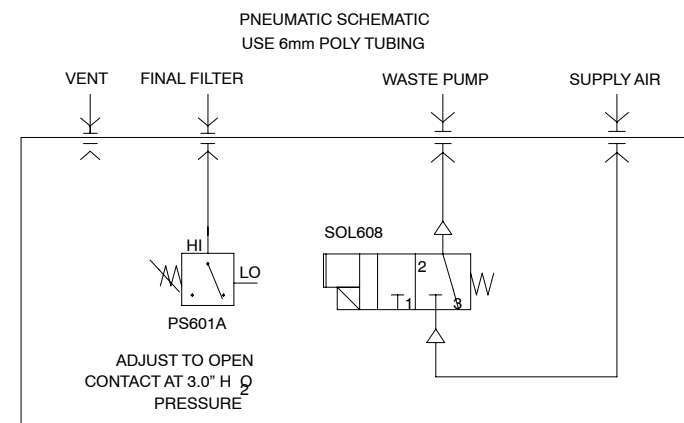 PNEUMATIC SCHEMATIC
USE 6mm POLY TUBING
VENT FINAL FILTER WASTE PUMP SUPPLY AIR
SOL608
HI
LO
2
1 3
PS601A
ADJUST TO OPEN
CONTACT AT 3.0" H2O
PRESSURE